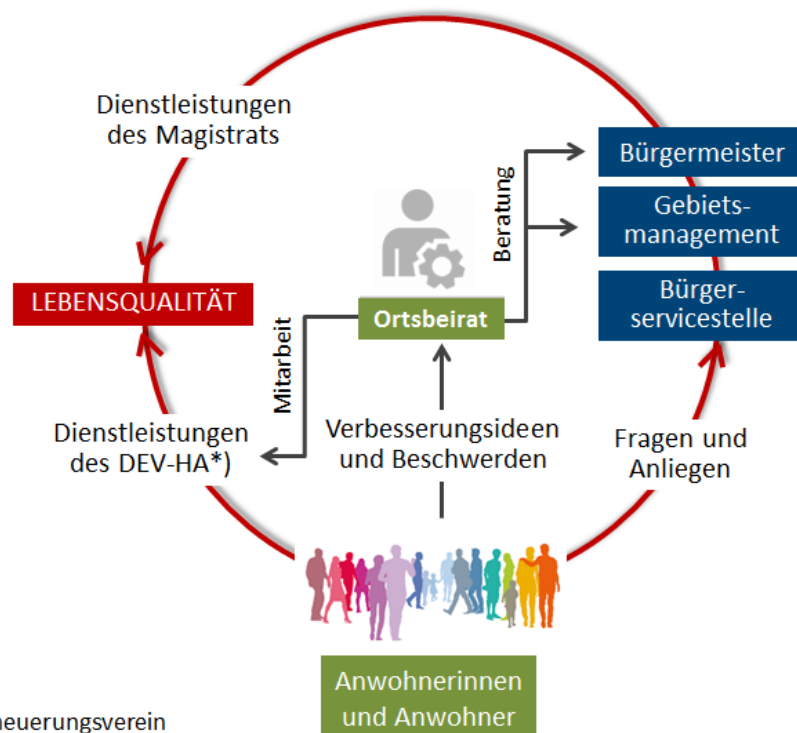 Dienstleistungen
des Magistrats
Bürgermeister
Beratung
Gebiets-
management
LEBENSQUALITÄT
Ortsbeirat
Bürger-
servicestelle
Mitarbeit
Dienstleistungen
des DEV-HA*)
Verbesserungsideen
und Beschwerden
Fragen und
Anliegen
Anwohnerinnen
und Anwohner